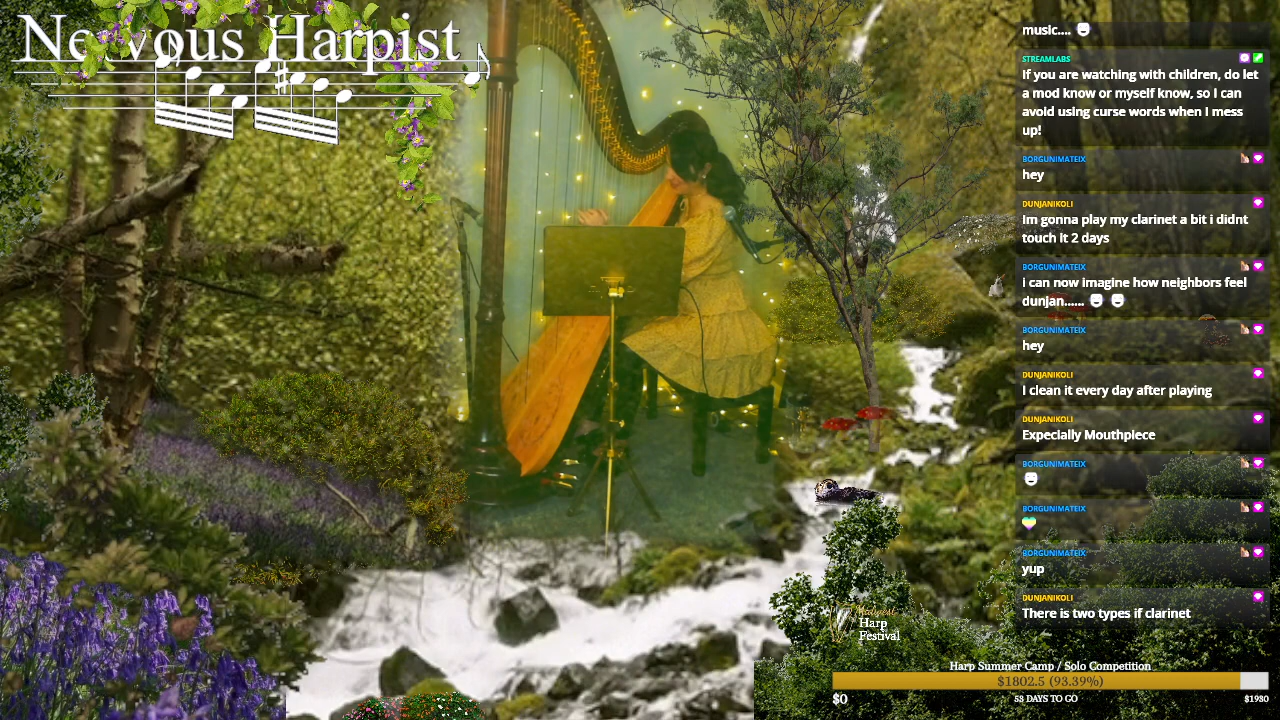 Nervous Harpist
music....
STREAMLABS
If you are watching with children, do let
a mod know or myself know, so I can
avoid using curse words when I mess
up!
BORGUNIMATEIX
hey
DUNJANIKOLI
Im gonna play my clarinet a bit i didnt
touch it 2 days
BORGUNIMATEIX
I can now imagine how neighbors feel
dunjan......
BORGUNIMATEIX
hey
DUNJANIKOLI
I clean it every day after playing
DUNJANIKOLI
Expecially Mouthpiece
BORGUNIMATEIX
BORGUNIMATEIX
BORGUNIMATEIX
yup
DUNJANIKOLI
There is two types if clarinet
Harp
Festival
Harp Summer Camp / Solo Competition
$1802.5 (93.39%)
$0
53 DAYS TO GO
$1930